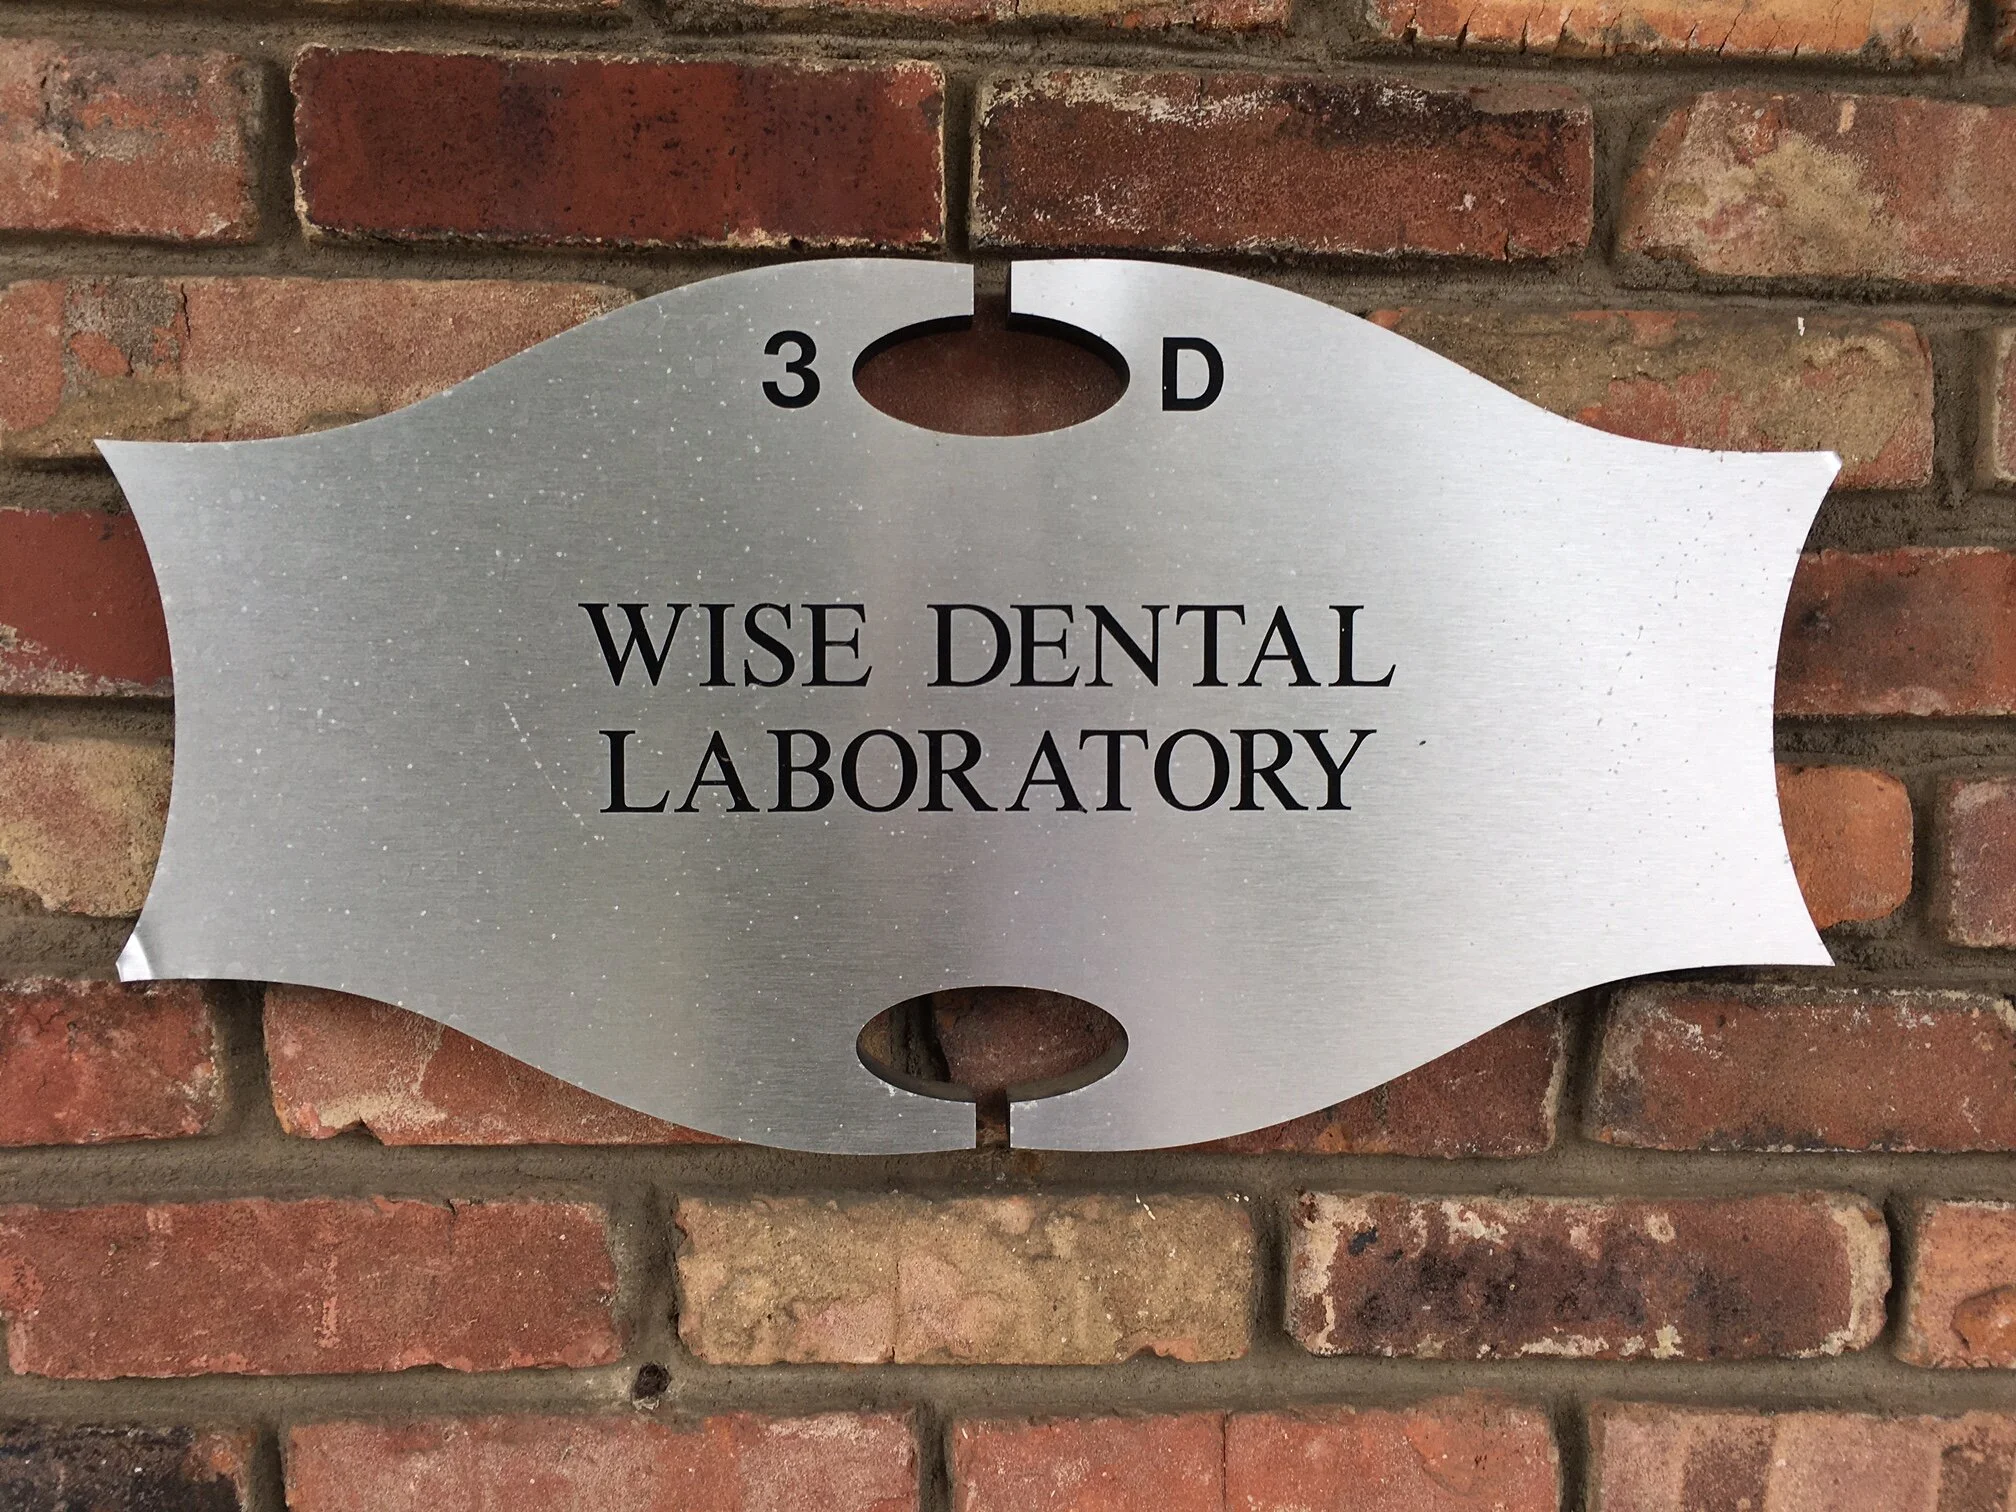 3 D
WISE DENTAL
LABORATORY